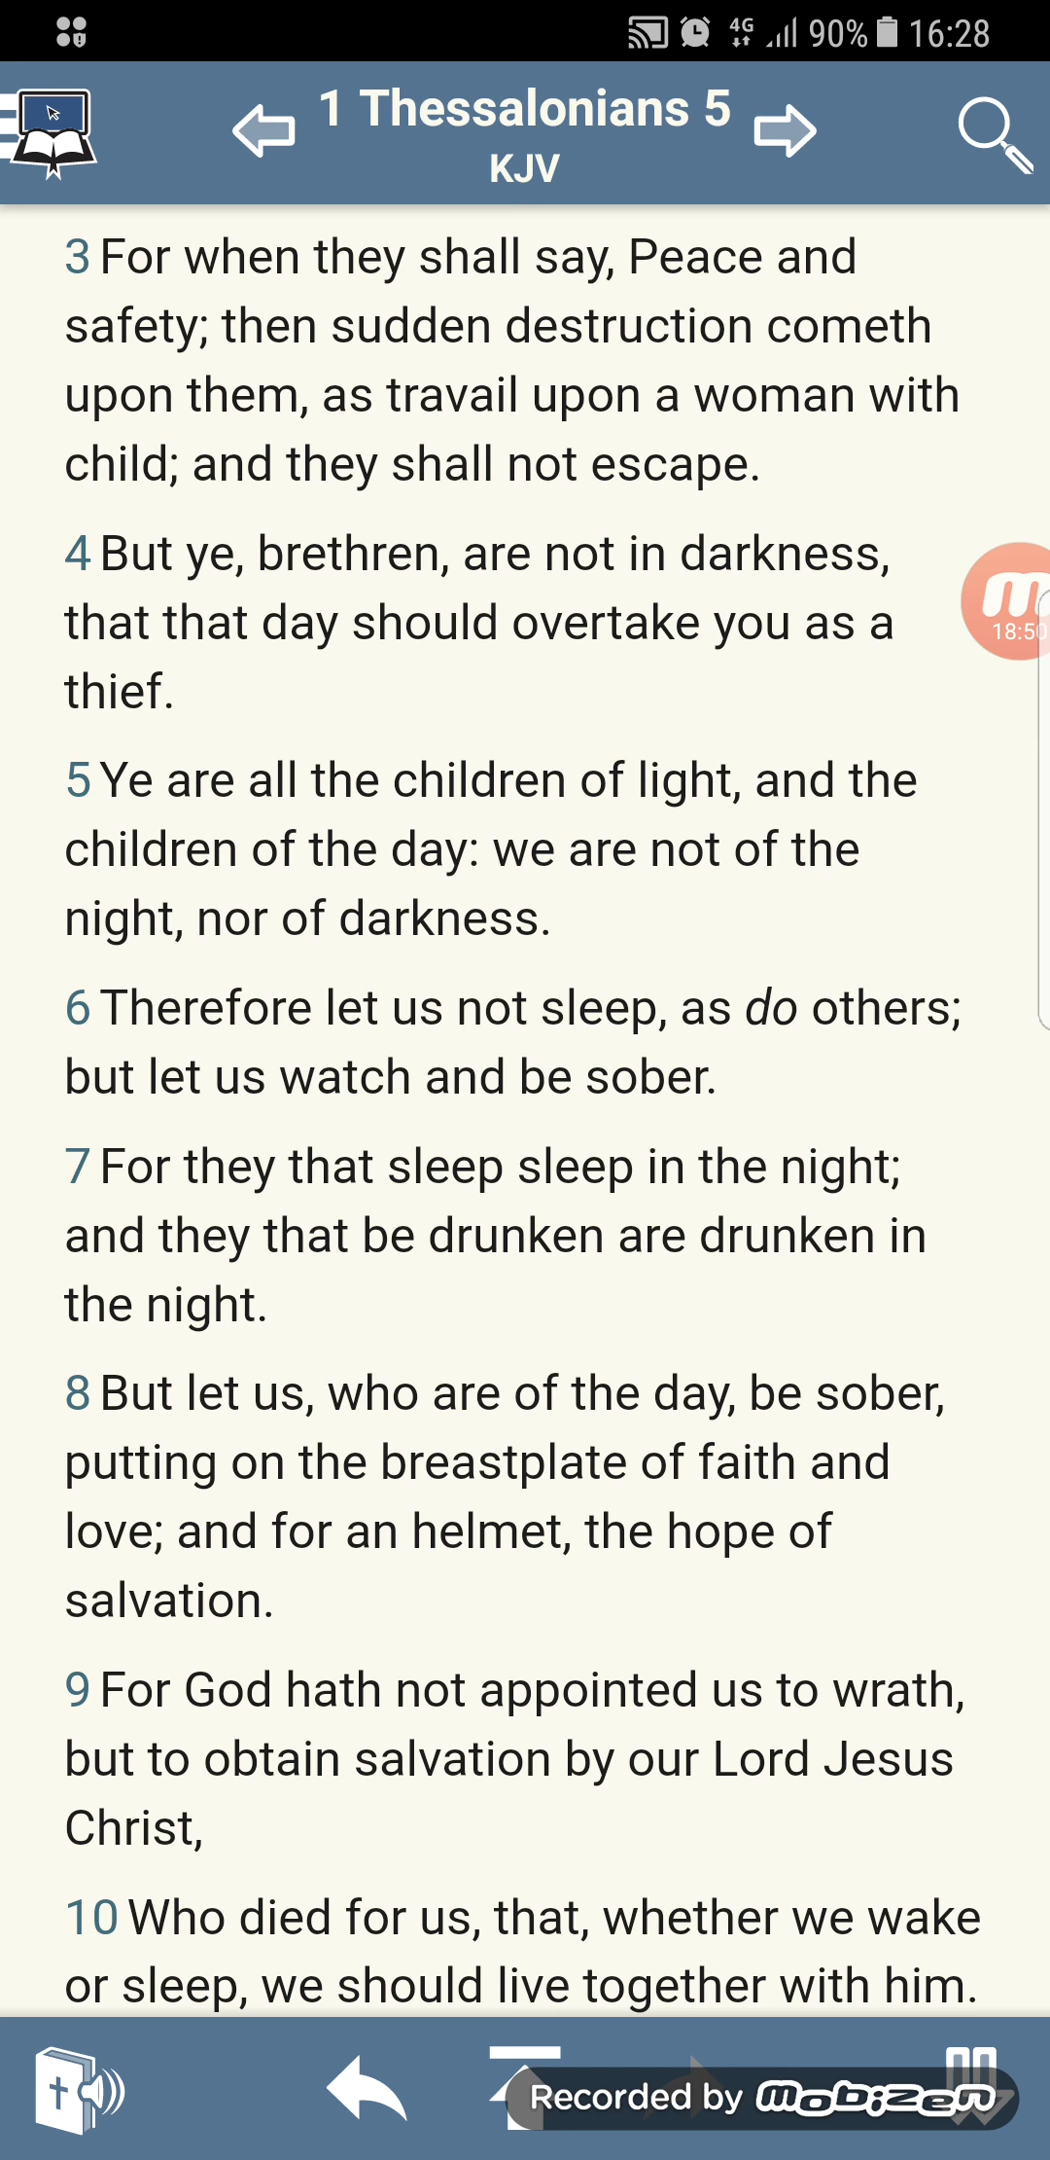 4G 90% 16:28
1 Thessalonians 5
KJV
3 For when they shall say, Peace and
safety; then sudden destruction cometh
upon them, as travail upon a woman with
child; and they shall not escape.
4 But ye, brethren, are not in darkness,
that that day should overtake you as a
thief.
18:50
5 Ye are all the children of light, and the
children of the day: we are not of the
night, nor of darkness.
6 Therefore let us not sleep, as do others;
but let us watch and be sober.
7 For they that sleep sleep in the night;
and they that be drunken are drunken in
the night.
8 But let us, who are of the day, be sober,
putting on the breastplate of faith and
love; and for an helmet, the hope of
salvation.
9 For God hath not appointed us to wrath,
but to obtain salvation by our Lord Jesus
Christ,
10 Who died for us, that, whether we wake
or sleep, we should live together with him.
Recorded by mobizen